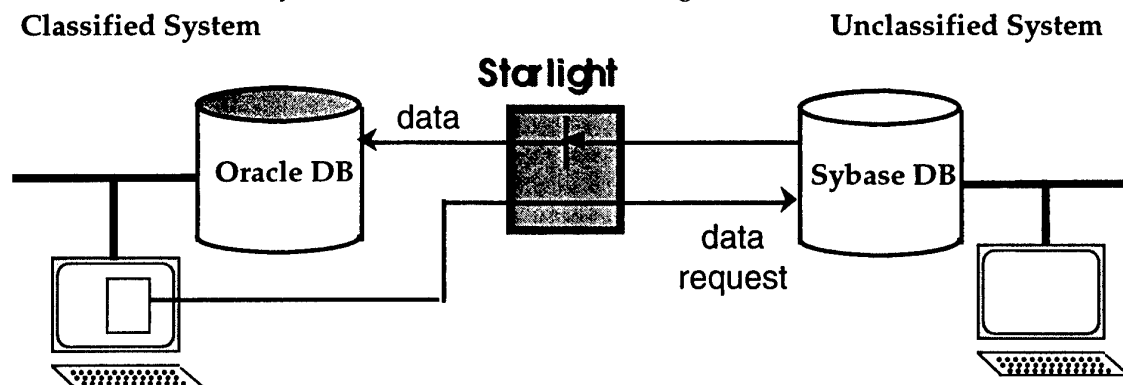 Classified System
Unclassified System
Starlight
data
Oracle DB
Sybase DB
data
request